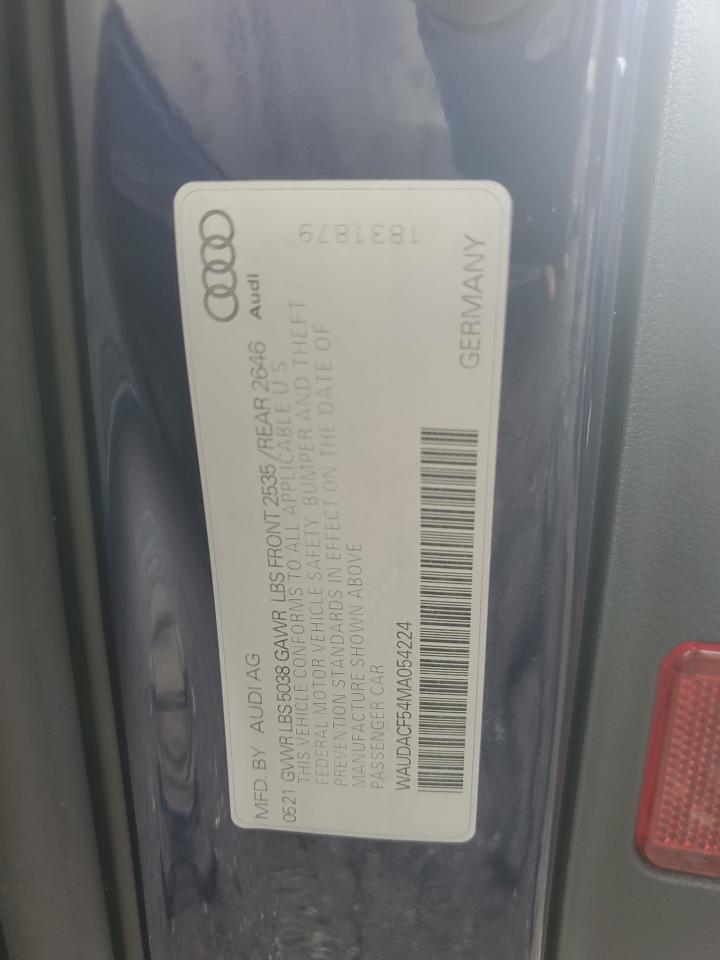 MFD. BY AUDI AG
Audi
0521 GVWR LBS 5038 GAWR LBS FRONT 2535 /REAR 2646
THIS VEHICLE CONFORMS TO ALL APPLICABLE U S
FEDERAL MOTOR VEHICLE SAFETY, BUMPER AND THEFT
PREVENTION STANDARDS IN EFFECT ON THE DATE OF
MANUFACTURE SHOWN ABOVE
PASSENGER CAR
WAUDACF54MA054224
GERMANY
1831879